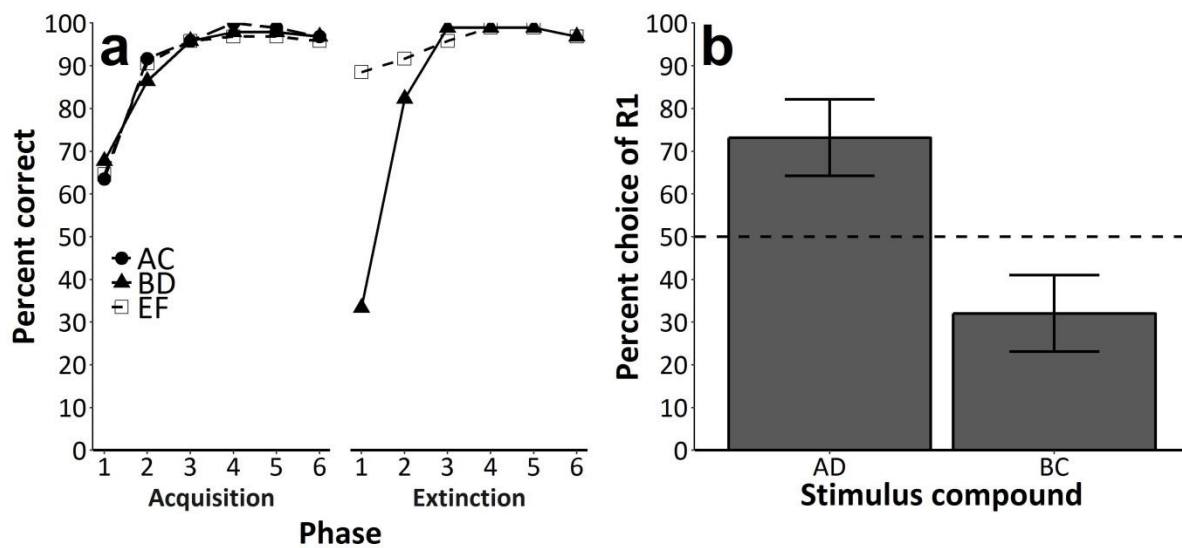 a
Percent correct
100
90
80
70
60
50
40
30
20
10
0
AC
BD
EF
1 2 3 4 5 6
1 2 3 4 5 6
Acquisition
Extinction
Phase
b
Percent choice of R1
100
90
80
70
60
50
40
30
20
10
0
AD
BC
Stimulus compound